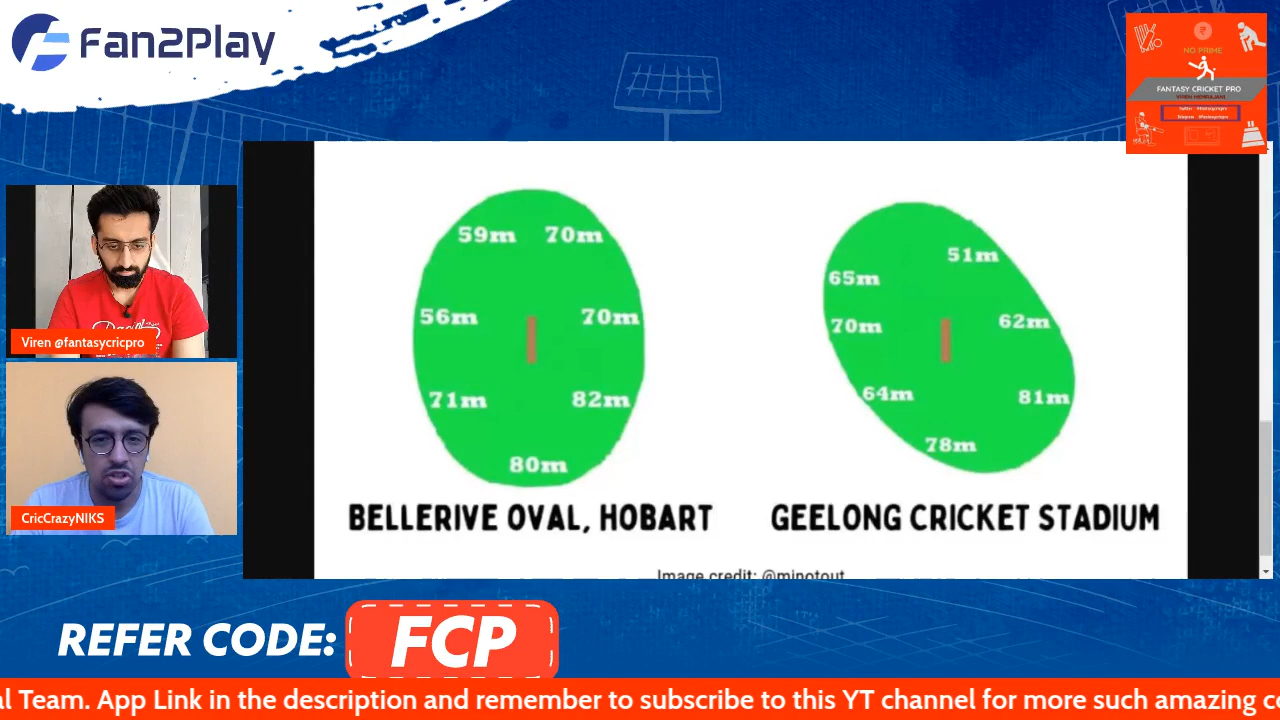 Fan2Play
NO PRIME
FANTASY CRICKET PRO
VIREN HEMRAJANI
59m 70m
56m 70m
71m 82m
80m
BELLERIVE OVAL, HOBART
51m
65m
62m
70m
64m
81m
78m
GEELONG CRICKET STADIUM
Image credit: @minotout
Viren @fantasycricpro
CricCrazyNIKS
REFER CODE: FCP
al Team. App Link in the description and remember to subscribe to this YT channel for more such amazing c